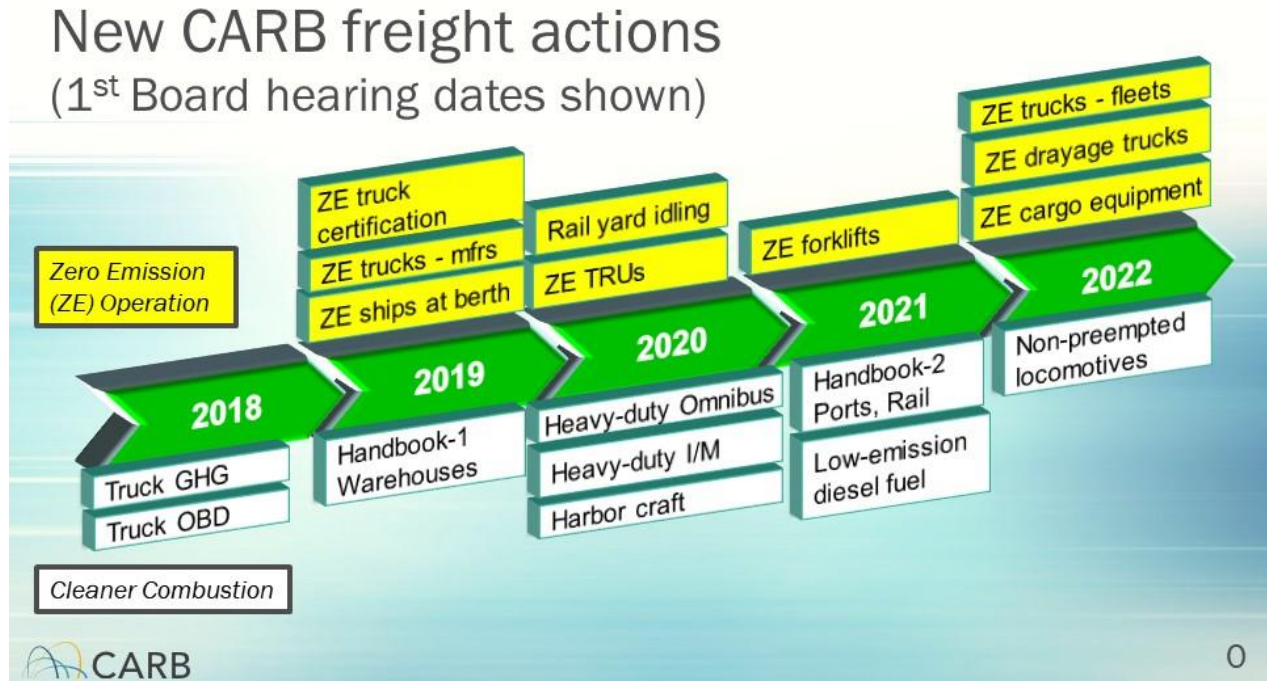 New CARB freight actions
(1st Board hearing dates shown)
Zero Emission
(ZE) Operation
ZE truck
certification
ZE trucks - mfrs
ZE ships at berth
Rail yard idling
ZE TRUs
ZE forklifts
ZE trucks - fleets
ZE drayage trucks
ZE cargo equipment
2018
2019
2020
2021
2022
Truck GHG
Truck OBD
Handbook-1
Warehouses
Heavy-duty Omnibus
Heavy-duty I/M
Harbor craft
Handbook-2
Ports, Rail
Low-emission
diesel fuel
Non-preempted
locomotives
Cleaner Combustion
CARB
0